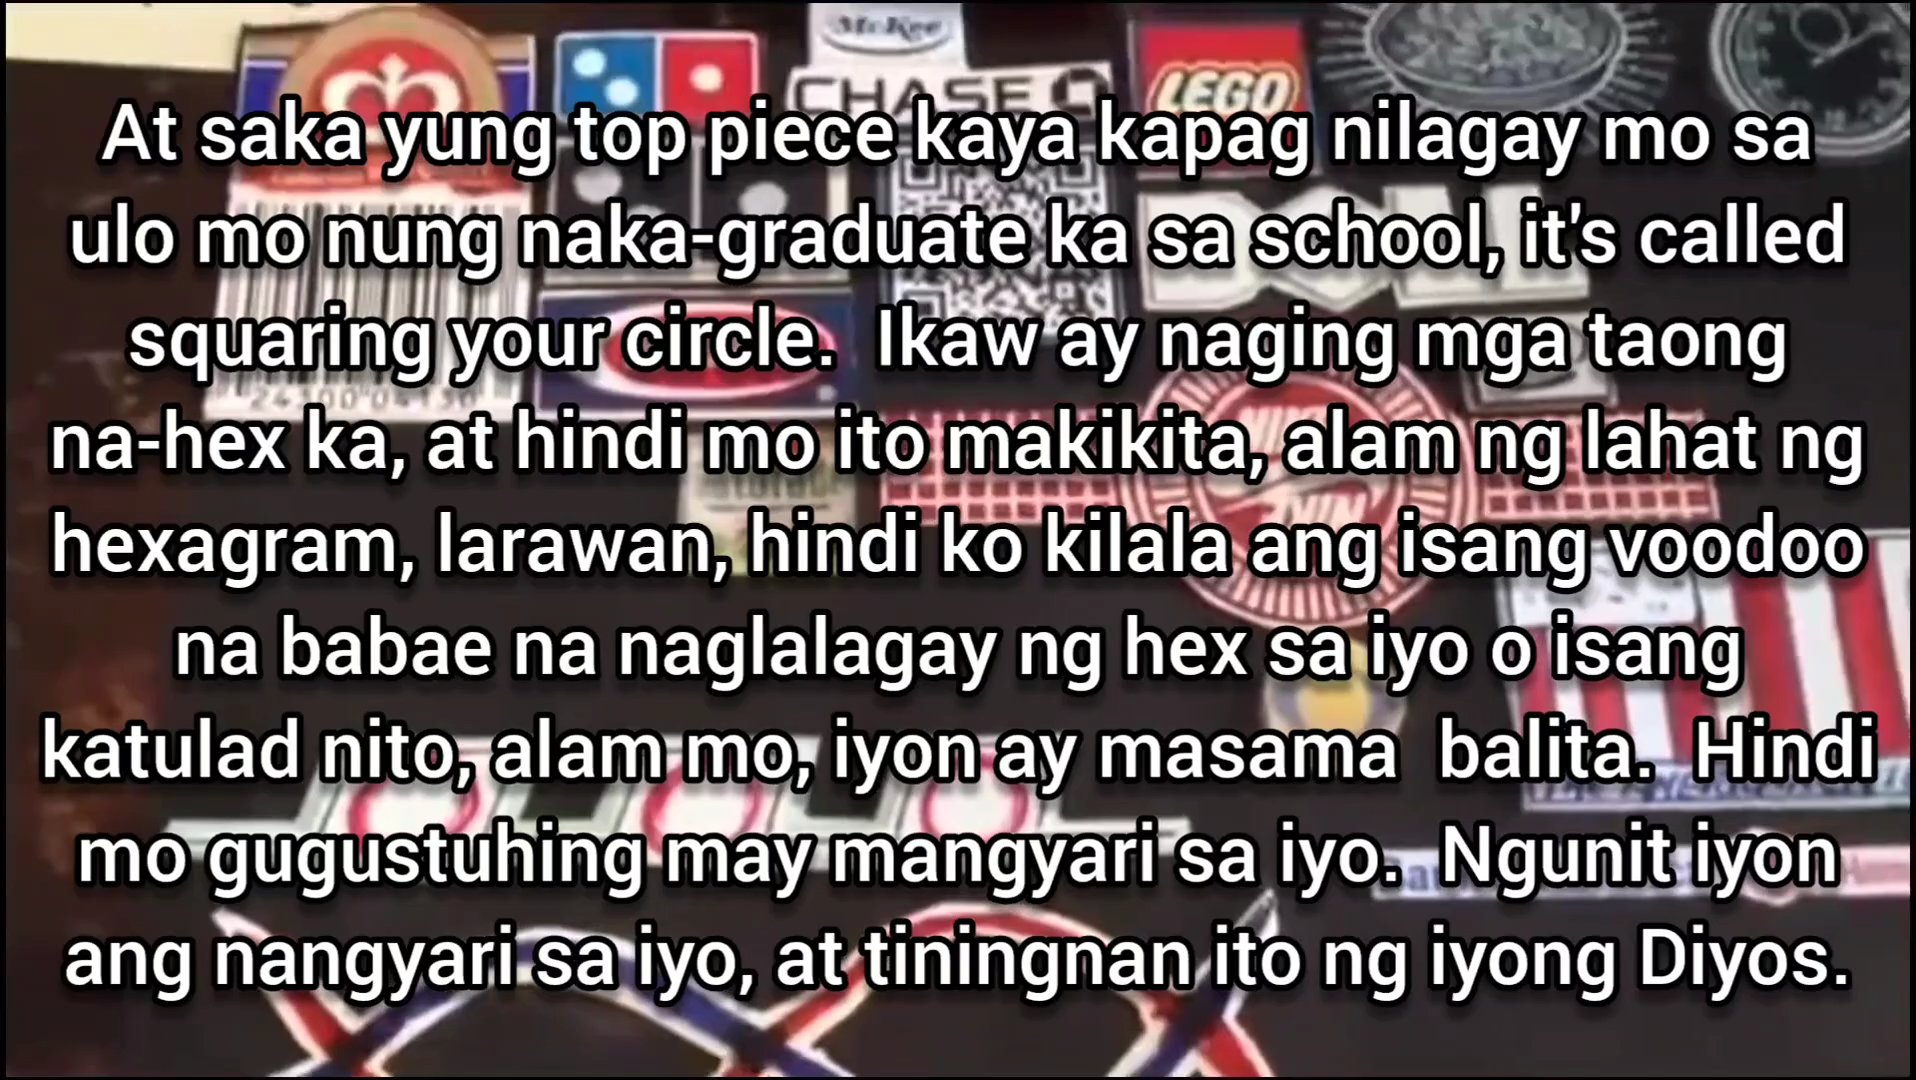 McKee
CHASE
LEGO
At saka yung top piece kaya kapag nilagay mo sa
ulo mo nung naka-graduate ka sa school, it's called
squaring your circle.  Ikaw ay naging mga taong
na-hex ka, at hindi mo ito makikita, alam ng lahat ng
hexagram, larawan, hindi ko kilala ang isang voodoo
na babae na naglalagay ng hex sa iyo o isang
katulad nito, alam mo, iyon ay masama  balita.  Hindi
mo gugustuhing may mangyari sa iyo.  Ngunit iyon
ang nangyari sa iyo, at tiningnan ito ng iyong Diyos.